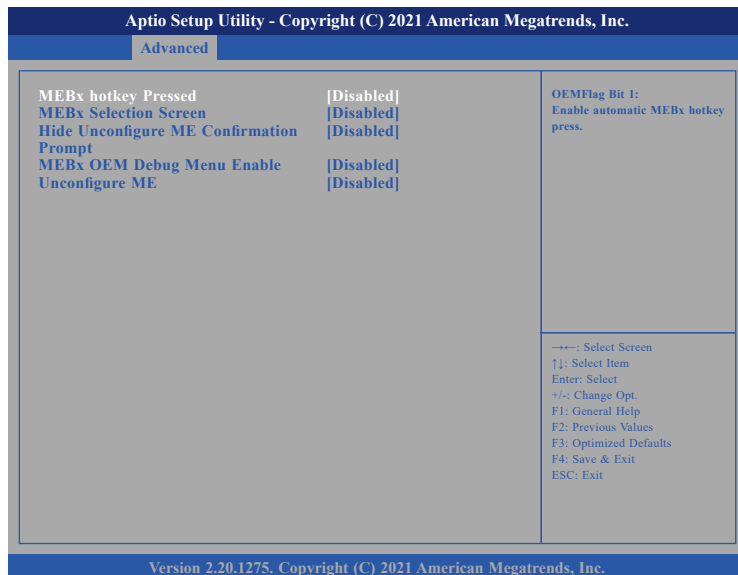 Aptio Setup Utility - Copyright (C) 2021 American Megatrends, Inc.
Advanced
MEBx hotkey Pressed [Disabled]
MEBx Selection Screen [Disabled]
Hide Unconfigure ME Confirmation [Disabled]
Prompt
MEBx OEM Debug Menu Enable [Disabled]
Unconfigure ME [Disabled]
OEMFlag Bit 1:
Enable automatic MEBx hotkey
press.
→←: Select Screen
↑↓: Select Item
Enter: Select
+/-: Change Opt.
F1: General Help
F2: Previous Values
F3: Optimized Defaults
F4: Save & Exit
ESC: Exit
Version 2.20.1275. Copyright (C) 2021 American Megatrends, Inc.